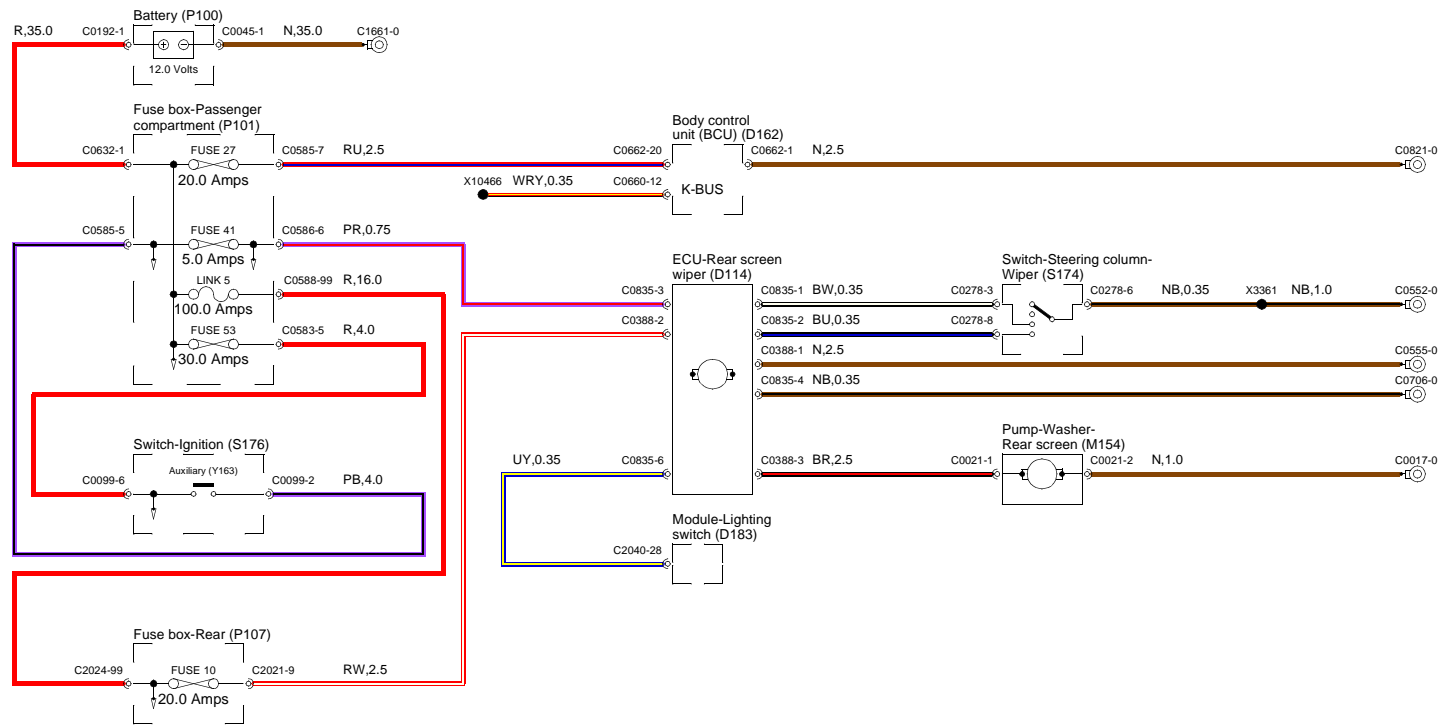 Battery (P100)
R,35.0 C0192-1 C0045-1 N,35.0 C1661-0
12.0 Volts
Fuse box-Passenger
compartment (P101)
Body control
unit (BCU) (D162)
C0632-1 FUSE 27 C0585-7 RU,2.5 C0662-20 C0662-1 N,2.5 C0821-0
20.0 Amps
X10466 WRY,0.35 C0660-12 K-BUS
C0585-5 FUSE 41 C0586-6 PR,0.75
5.0 Amps
ECU-Rear screen
wiper (D114)
Switch-Steering column-
Wiper (S174)
LINK 5 C0588-99 R,16.0
100.0 Amps
C0835-3 C0835-1 BW,0.35 C0278-3 C0278-6 NB,0.35 X3361 NB,1.0 C0552-0
C0388-2 C0835-2 BU,0.35 C0278-8
FUSE 53 C0583-5 R,4.0
30.0 Amps
C0388-1 N,2.5 C0555-0
C0835-4 NB,0.35 C0706-0
Switch-Ignition (S176)
Pump-Washer-
Rear screen (M154)
Auxiliary (Y163)
C0099-6 C0099-2 PB,4.0
UY,0.35 C0835-6 C0388-3 BR,2.5 C0021-1 C0021-2 N,1.0 C0017-0
Module-Lighting
switch (D183)
C2040-28
Fuse box-Rear (P107)
C2024-99 FUSE 10 C2021-9 RW,2.5
20.0 Amps